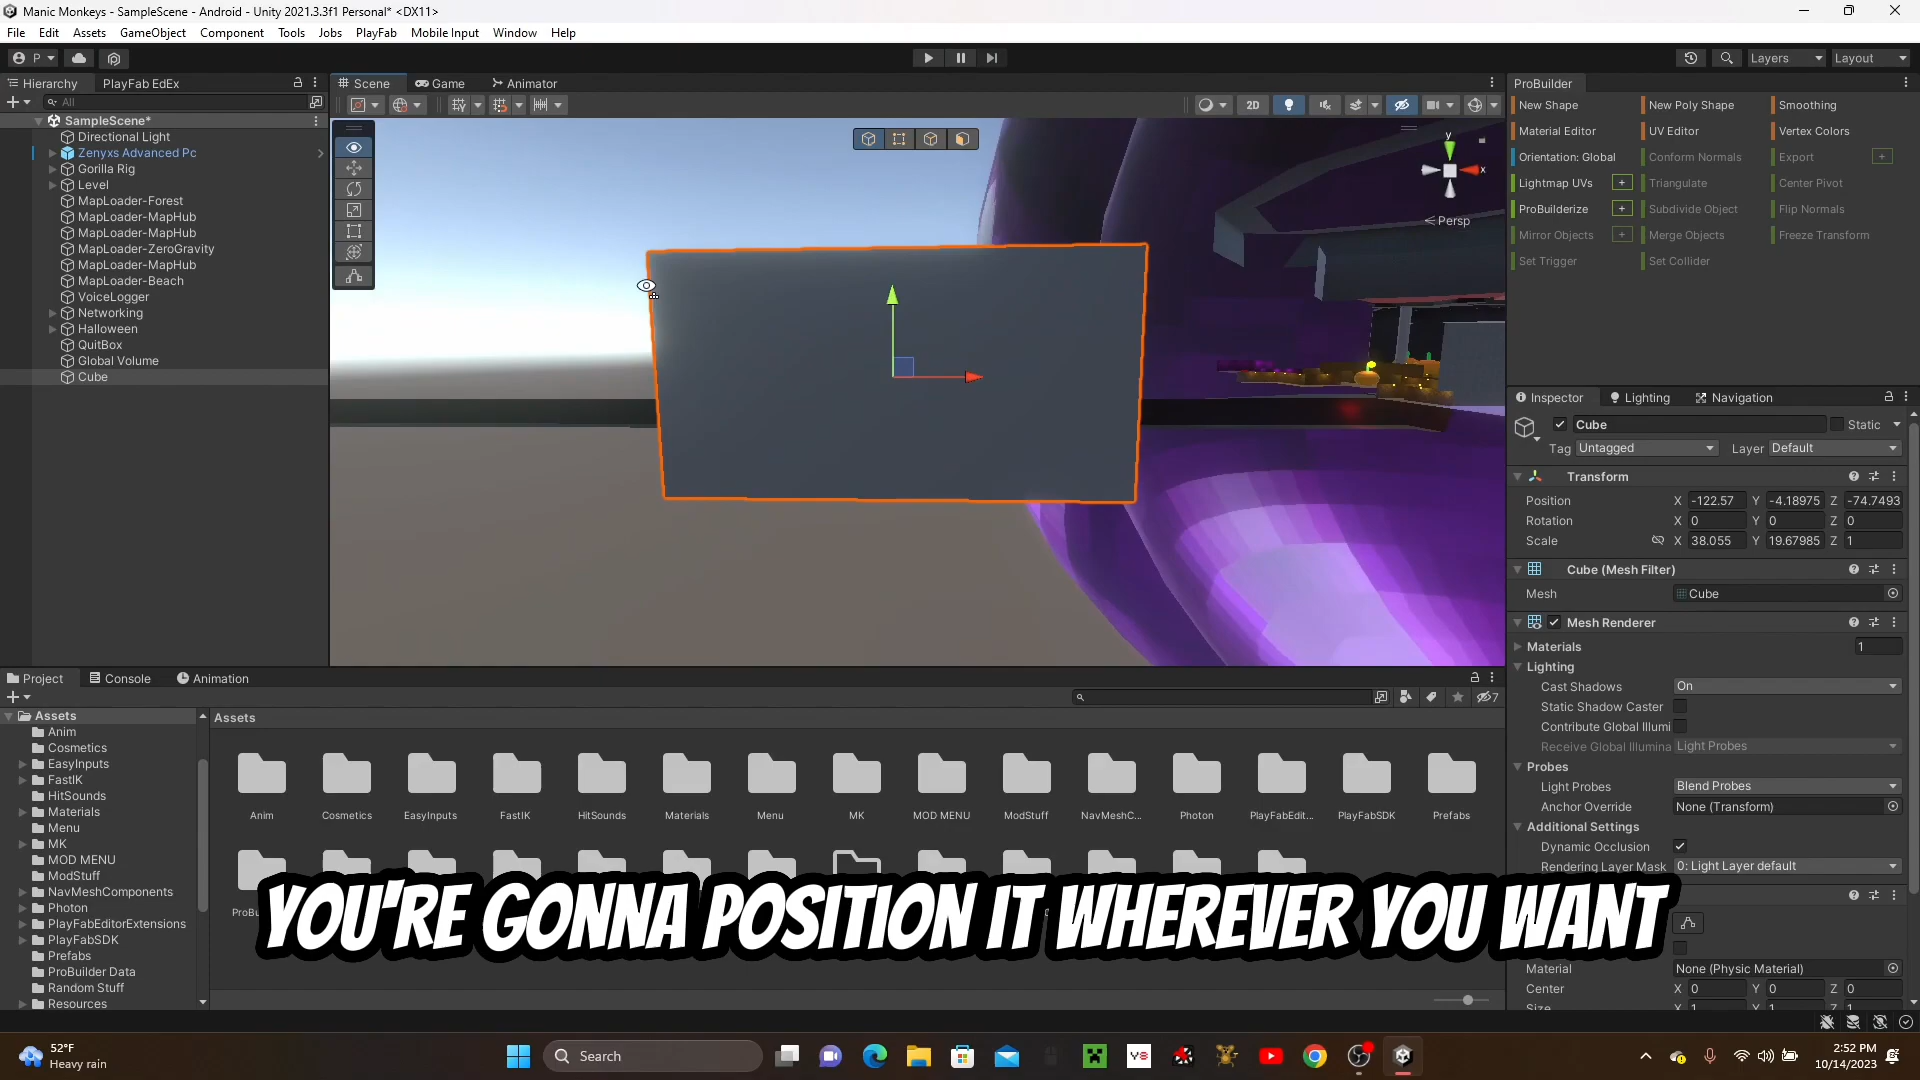 Manic Monkeys - SampleScene - Android - Unity 2021.3.3f1 Personal* <DX11>
File Edit Assets GameObject Component Tools Jobs PlayFab Mobile Input Window Help
P Layers Layout
Hierarchy PlayFab EdEx
All
SampleScene*
Directional Light
Zenyxs Advanced Pc
Gorilla Rig
Level
MapLoader-Forest
MapLoader-MapHub
MapLoader-MapHub
MapLoader-ZeroGravity
MapLoader-MapHub
MapLoader-Beach
VoiceLogger
Networking
Halloween
QuitBox
Global Volume
Cube
Scene Game Animator
2D
y
x
Persp
ProBuilder
New Shape New Poly Shape Smoothing
Material Editor UV Editor Vertex Colors
Orientation: Global Conform Normals Export +
Lightmap UVs + Triangulate Center Pivot
ProBuilderize + Subdivide Object Flip Normals
Mirror Objects + Merge Objects Freeze Transform
Set Trigger Set Collider
Inspector Lighting Navigation
Cube Static
Tag Untagged Layer Default
Transform
Position X -122.57 Y -4.18975 Z -74.7493
Rotation X 0 Y 0 Z 0
Scale X 38.055 Y 19.67985 Z 1
Cube (Mesh Filter)
Mesh Cube
Mesh Renderer
Materials 1
Lighting
Cast Shadows On
Static Shadow Caster
Contribute Global Illumi
Receive Global Illumina Light Probes
Probes
Light Probes Blend Probes
Anchor Override None (Transform)
Additional Settings
Dynamic Occlusion
Rendering Layer Mask 0: Light Layer default
Material None (Physic Material)
Center X 0 Y 0 Z 0
Size X 1 Y 1 Z 1
Project Console Animation
7
Assets
Anim
Cosmetics
EasyInputs
FastIK
HitSounds
Materials
Menu
MK
MOD MENU
ModStuff
NavMeshComponents
Photon
PlayFabEditorExtensions
PlayFabSDK
Prefabs
ProBuilder Data
Random Stuff
Resources
Assets
Anim Cosmetics EasyInputs FastIK HitSounds Materials Menu MK MOD MENU ModStuff NavMeshC... Photon PlayFabEdit... PlayFabSDK Prefabs
YOU'RE GONNA POSITION IT WHEREVER YOU WANT
52°F
Heavy rain
Search
2:52 PM
10/14/2023